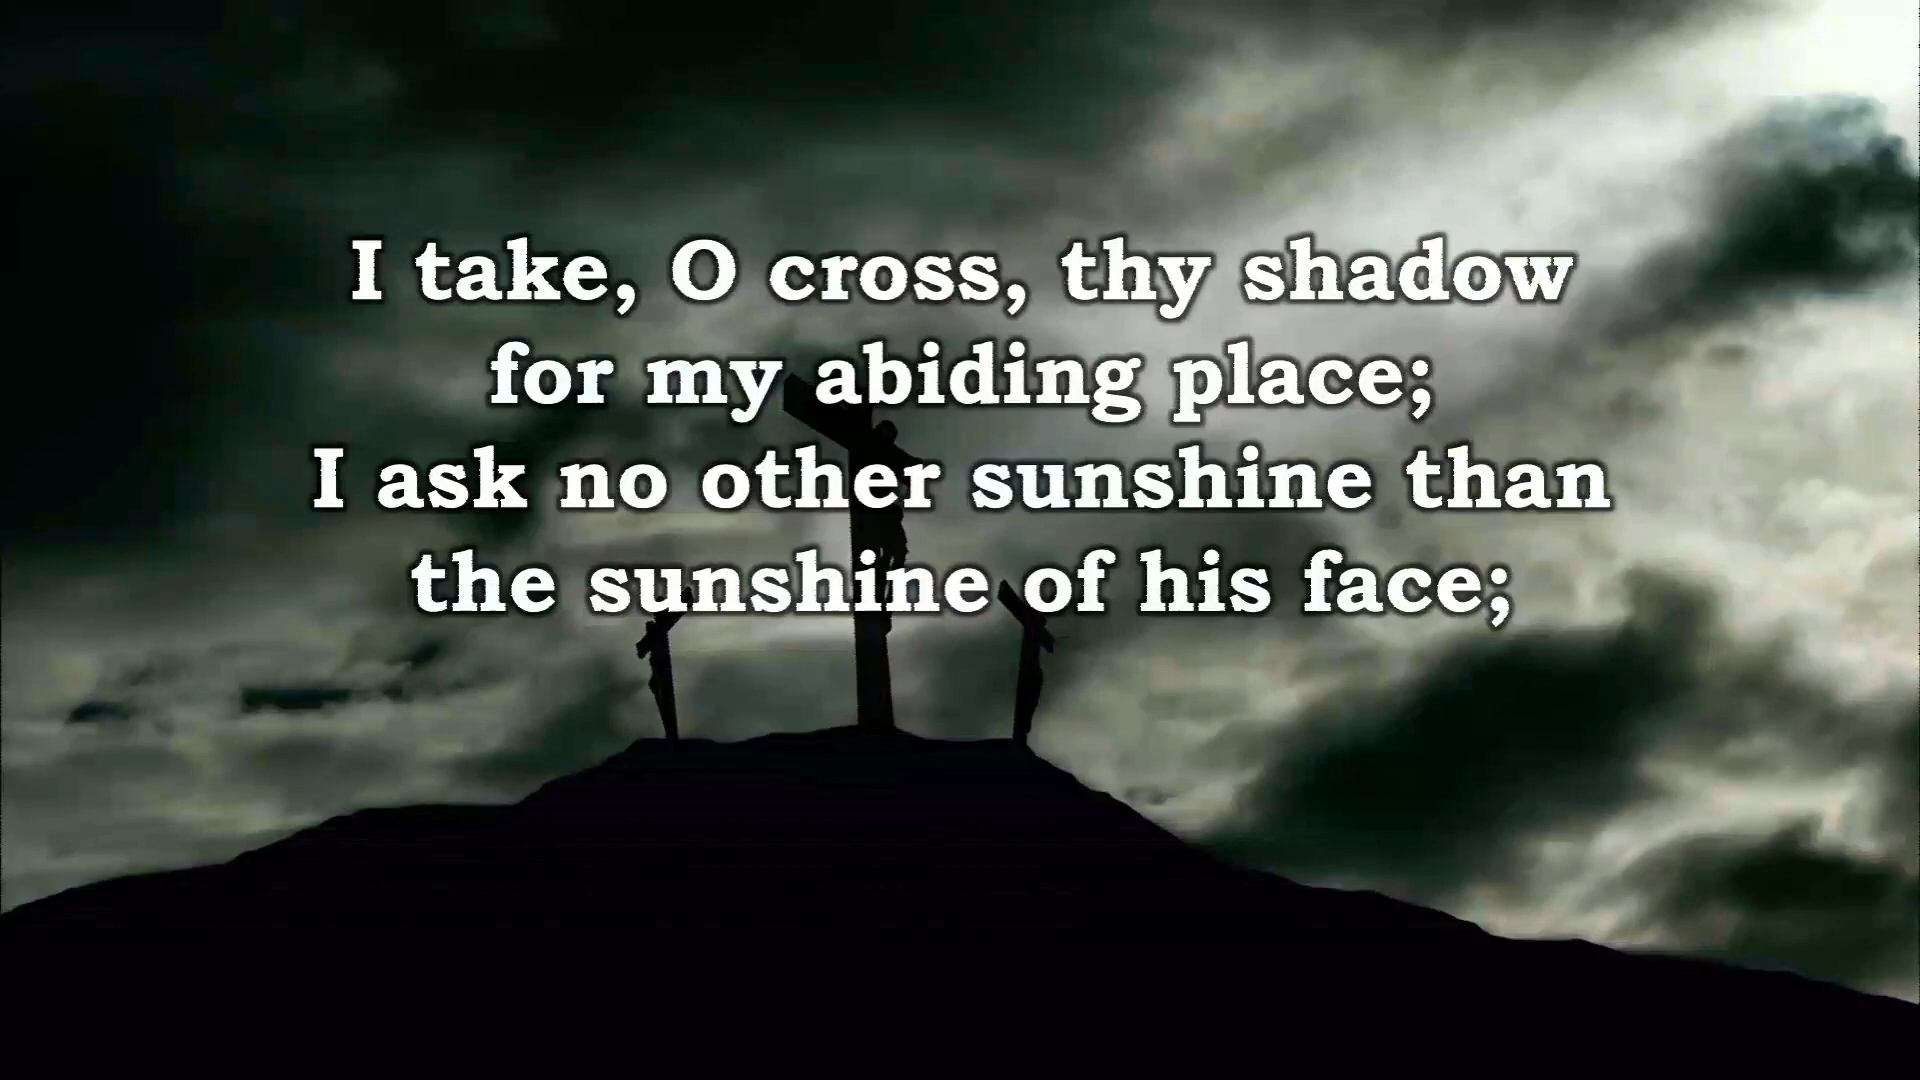 I take, O cross, thy shadow
for my abiding place;
I ask no other sunshine than
the sunshine of his face;